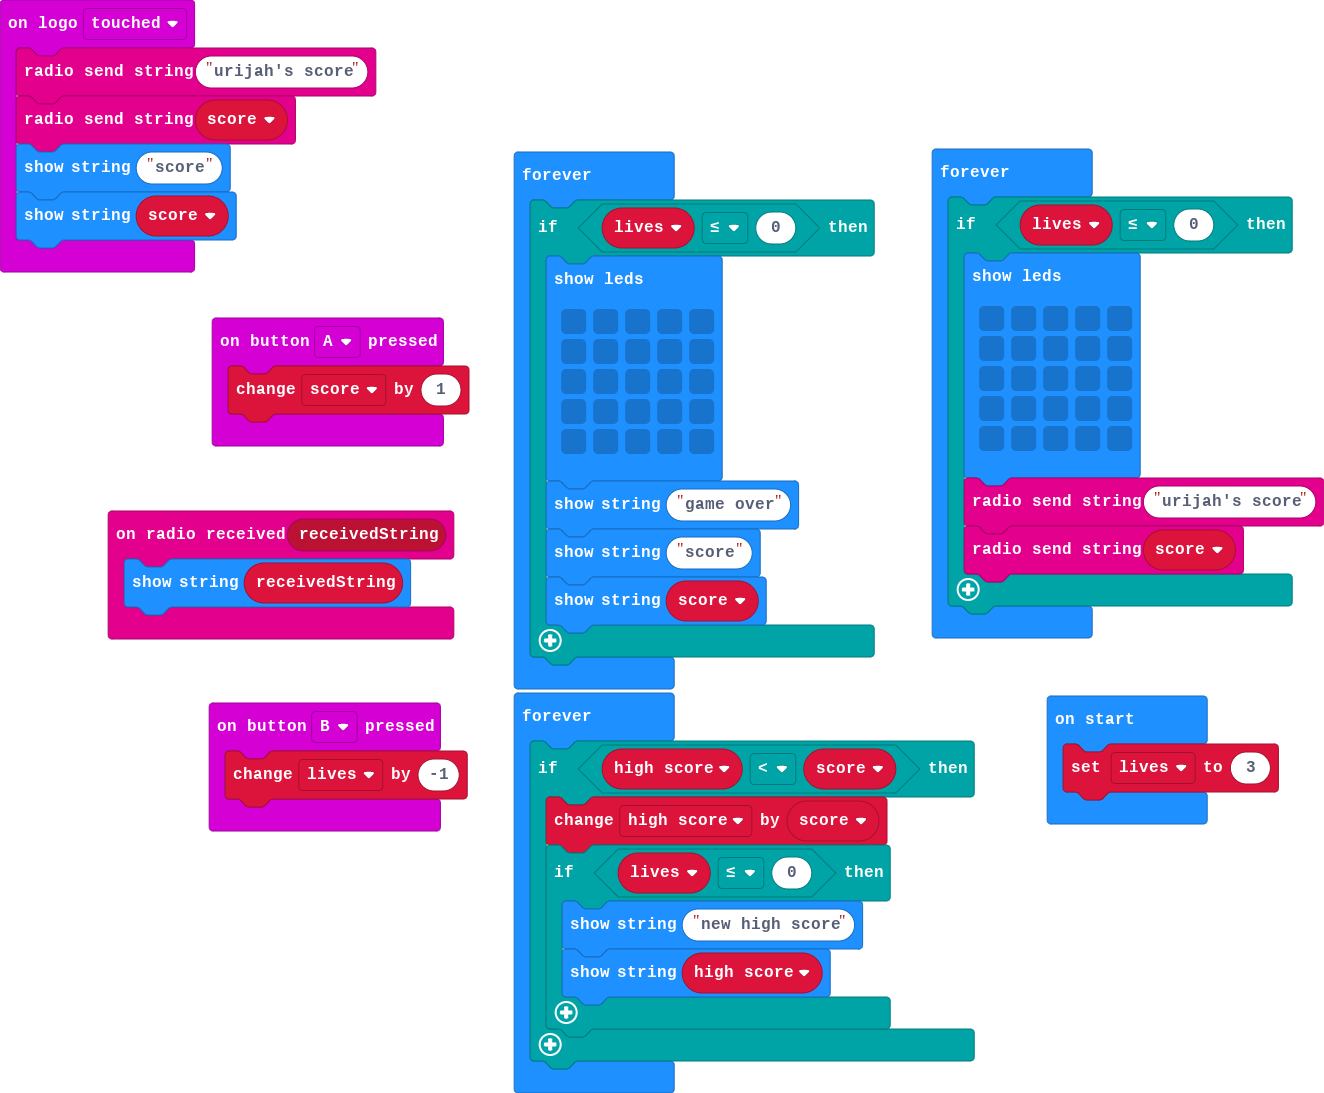 on logo touched
radio send string "urijah's score"
radio send string score
show string "score"
show string score
on button A pressed
change score by 1
on radio received receivedString
show string receivedString
on button B pressed
change lives by -1
forever
if lives ≤ 0 then
show leds
show string "game over"
show string "score"
show string score
forever
if high score < score then
change high score by score
if lives ≤ 0 then
show string "new high score"
show string high score
forever
if lives ≤ 0 then
show leds
radio send string "urijah's score"
radio send string score
on start
set lives to 3